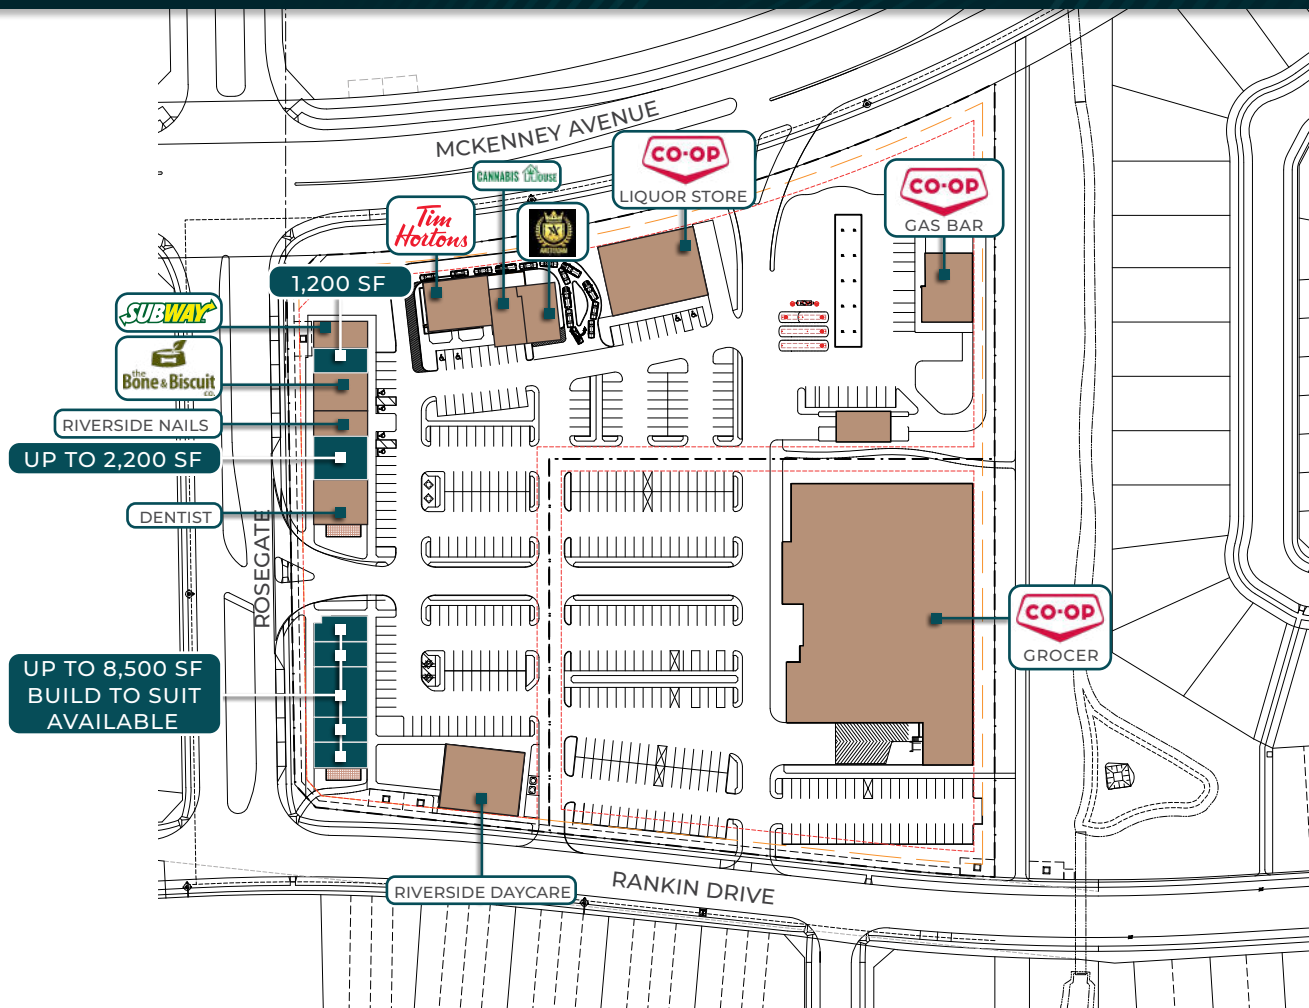 MCKENNEY AVENUE
CO·OP
LIQUOR STORE
CANNABIS HOUSE
CO·OP
GAS BAR
Tim
Hortons
AMSTERDAM
1,200 SF
SUBWAY
the
Bone & Biscuit
CO.
RIVERSIDE NAILS
UP TO 2,200 SF
DENTIST
ROSEGATE
CO·OP
GROCER
UP TO 8,500 SF
BUILD TO SUIT
AVAILABLE
RIVERSIDE DAYCARE
RANKIN DRIVE